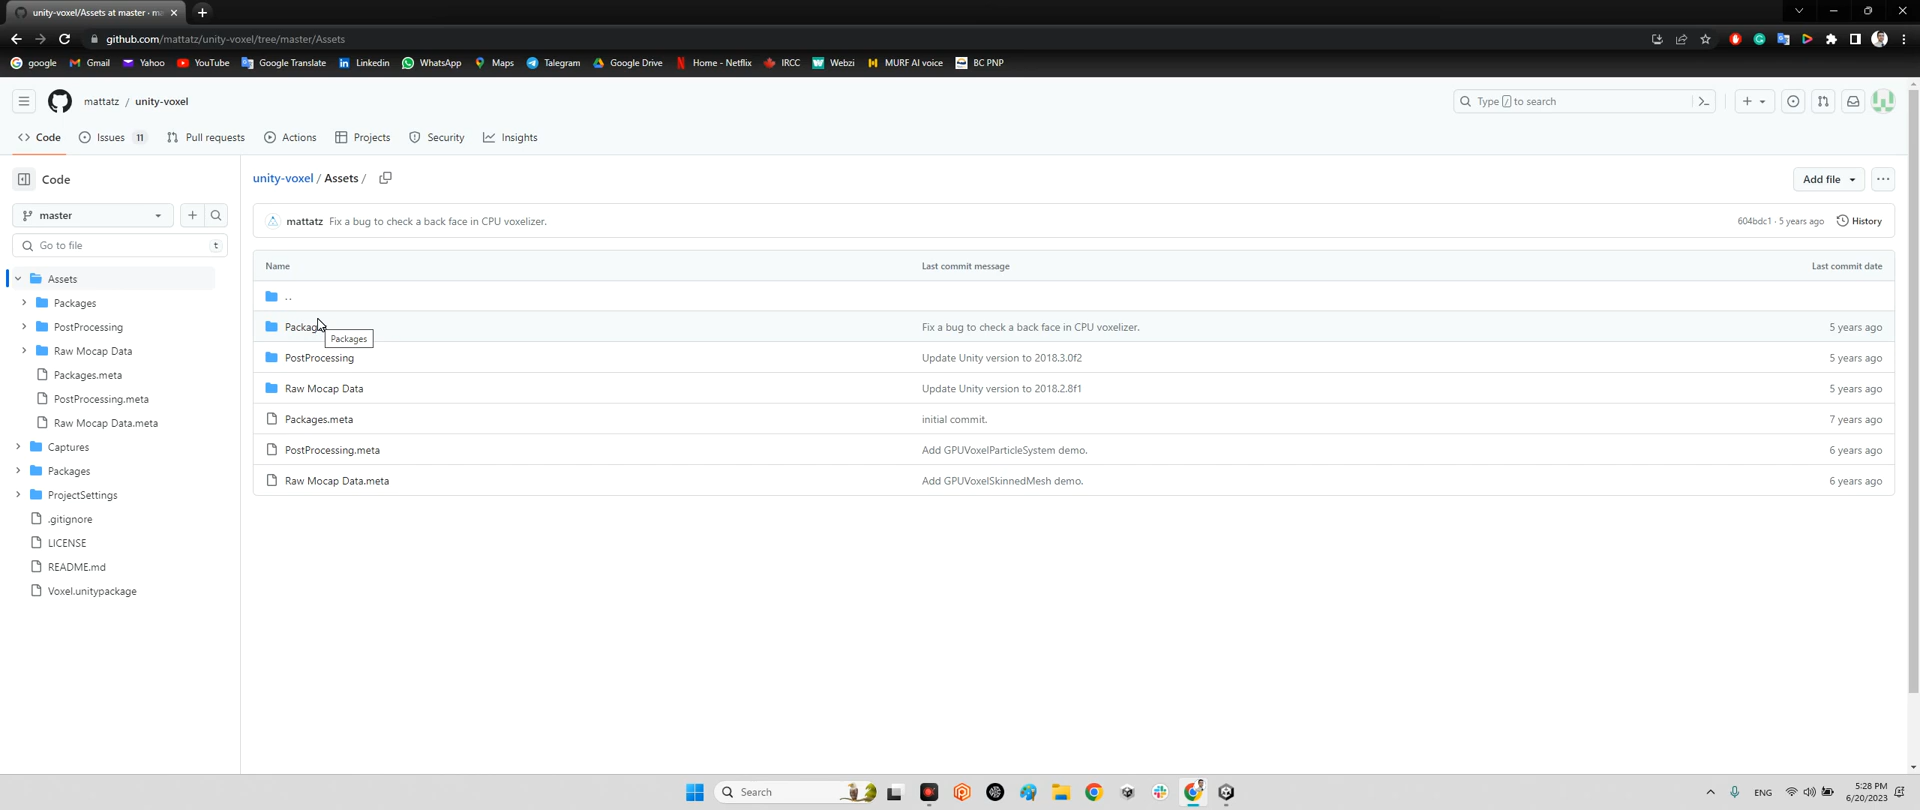 unity-voxel/Assets at master · m
github.com/mattatz/unity-voxel/tree/master/Assets
google Gmail Yahoo YouTube Google Translate Linkedin WhatsApp Maps Telegram Google Drive Home - Netflix IRCC Webzi MURF AI voice BC PNP
mattatz / unity-voxel
Type / to search
Code Issues 11 Pull requests Actions Projects Security Insights
Code
unity-voxel / Assets /
Add file
master
mattatz Fix a bug to check a back face in CPU voxelizer.
604bdc1 · 5 years ago History
Go to file t
Name Last commit message Last commit date
Assets
Packages
PostProcessing
Raw Mocap Data
Packages.meta
PostProcessing.meta
Raw Mocap Data.meta
Captures
Packages
ProjectSettings
.gitignore
LICENSE
README.md
Voxel.unitypackage
..
Packages Fix a bug to check a back face in CPU voxelizer. 5 years ago
Packages
PostProcessing Update Unity version to 2018.3.0f2 5 years ago
Raw Mocap Data Update Unity version to 2018.2.8f1 5 years ago
Packages.meta initial commit. 7 years ago
PostProcessing.meta Add GPUVoxelParticleSystem demo. 6 years ago
Raw Mocap Data.meta Add GPUVoxelSkinnedMesh demo. 6 years ago
Search
ENG
5:28 PM
6/20/2023